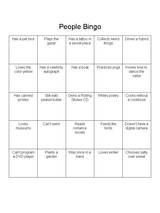 People Bingo
Has a pet bird
Plays the
guitar
Has a tattoo in
a secret place
Collects weird
things
Drives a hybrid
Loves the
color yellow
Has a celebrity
autograph
Has a boat
Practices yoga
Knows how to
dance the
valse
Has canned
pickles
Still eats
peanut butter
Owns a Rolling
Stones CD
Writes poetry
Cooks without
a cookbook
Loves
museums
Can't swim
Reads
romance
novels
Feeds the
birds
Doesn't have a
digital camera
Can't program
a DVD player
Plants a
garden
Was once in a
band
Loves winter
Chooses salty
over sweet